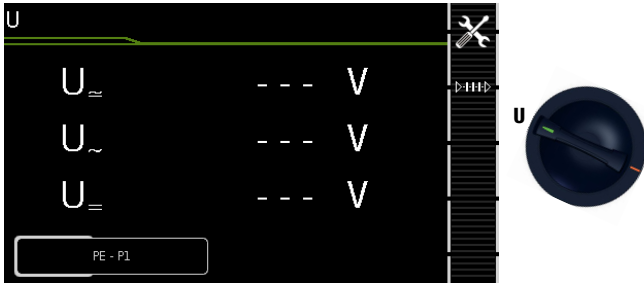 U
U≃ - - - V
U~ - - - V
U= - - - V
PE - P1
U